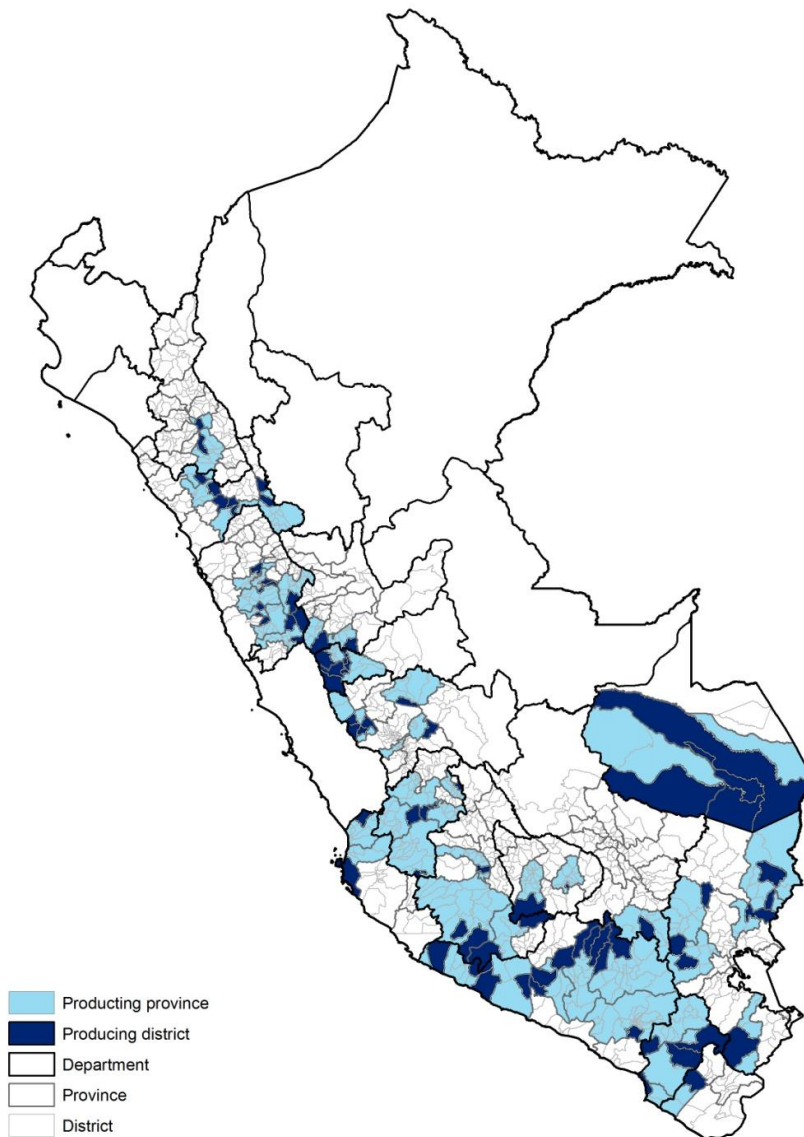 Producting province
Producing district
Department
Province
District